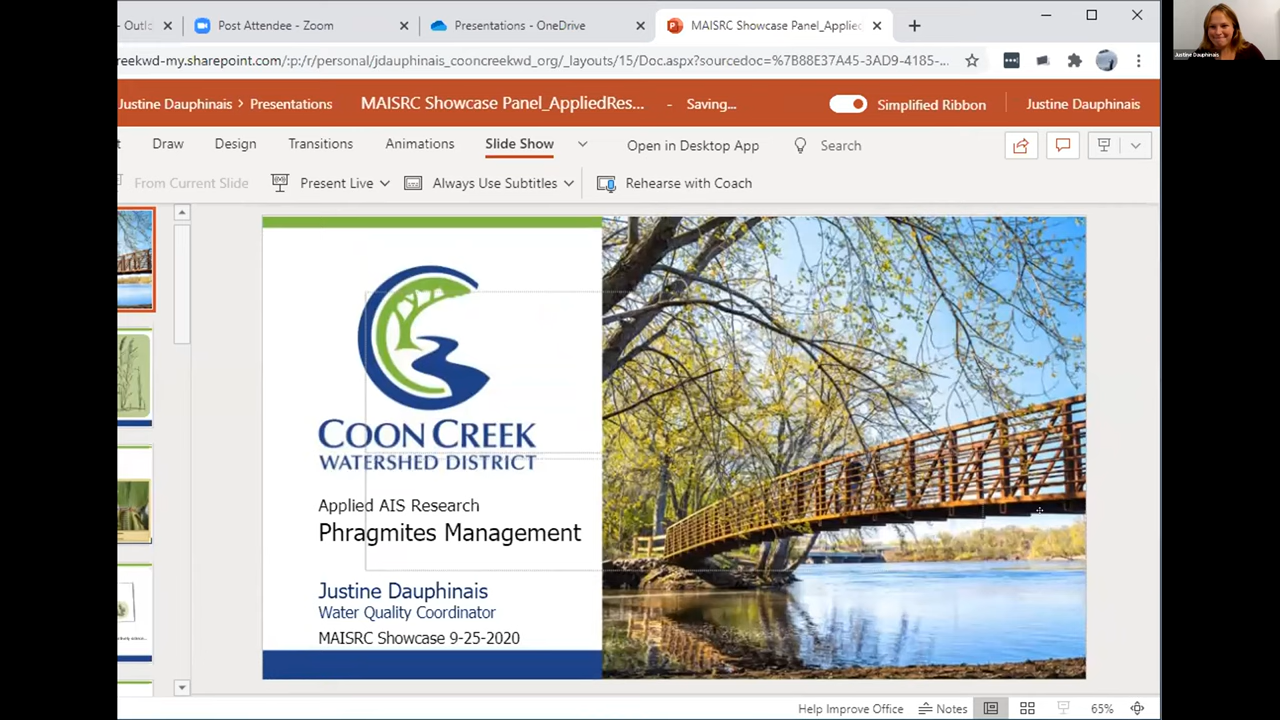 - Outlo
Post Attendee - Zoom
Presentations - OneDrive
MAISRC Showcase Panel_Applied
Justine Dauphinais
reekwd-my.sharepoint.com/:p:/r/personal/jdauphinais_cooncreekwd_org/_layouts/15/Doc.aspx?sourcedoc=%7B88E37A45-3AD9-4185-...
Justine Dauphinais > Presentations
MAISRC Showcase Panel_AppliedRes... - Saving...
Simplified Ribbon
Justine Dauphinais
t Draw Design Transitions Animations Slide Show
Open in Desktop App
Search
From Current Slide
Present Live
Always Use Subtitles
Rehearse with Coach
COON CREEK
WATERSHED DISTRICT
Applied AIS Research
Phragmites Management
Justine Dauphinais
Water Quality Coordinator
MAISRC Showcase 9-25-2020
Help Improve Office
Notes
65%